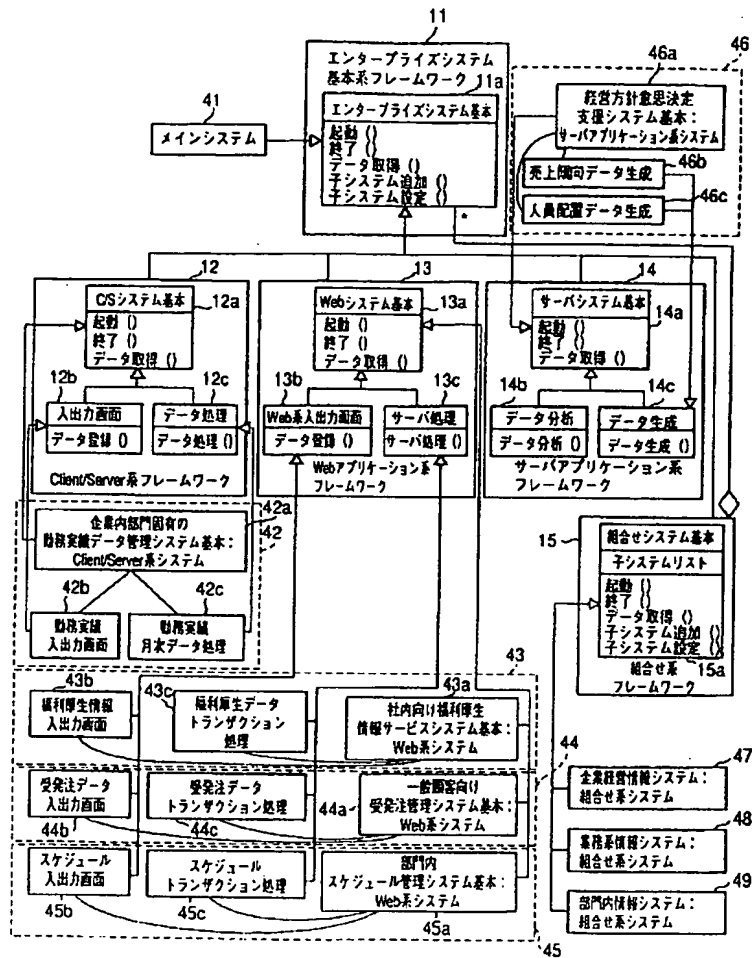 11
エンタープライズシステム
基本系フレームワーク
11a
エンタープライズシステム基本
起動 ()
終了 ()
データ取得 ()
子システム追加 ()
子システム設定 ()
*
41
メインシステム
46
46a
経営方針意思決定
支援システム基本:
サーバアプリケーション系システム
46b
売上傾向データ生成
46c
人員配置データ生成
12
C/Sシステム基本
12a
起動 ()
終了 ()
データ取得 ()
12b
入出力画面
データ登録 ()
12c
データ処理
データ処理 ()
Client/Server系フレームワーク
13
Webシステム基本
13a
起動 ()
終了 ()
データ取得 ()
13b
Web系入出力画面
データ登録 ()
13c
サーバ処理
サーバ処理 ()
Webアプリケーション系
フレームワーク
14
サーバシステム基本
14a
起動 ()
終了 ()
データ取得 ()
14b
データ分析
データ分析 ()
14c
データ生成
データ生成 ()
サーバアプリケーション系
フレームワーク
42a
42
企業内部門固有の
勤務実績データ管理システム基本:
Client/Server系システム
42b
勤務実績
入出力画面
42c
勤務実績
月次データ処理
15
組合せシステム基本
子システムリスト
起動 ()
終了 ()
データ取得 ()
子システム追加 ()
子システム設定 ()
15a
組合せ系
フレームワーク
43
43b
福利厚生情報
入出力画面
43c
福利厚生データ
トランザクション
処理
43a
社内向け福利厚生
情報サービスシステム基本:
Web系システム
44
受発注データ
入出力画面
44b
受発注データ
トランザクション処理
44c
44a
一般顧客向け
受発注管理システム基本:
Web系システム
スケジュール
入出力画面
45b
スケジュール
トランザクション処理
45c
部門内
スケジュール管理システム基本:
Web系システム
45a
45
47
企業経営情報システム:
組合せ系システム
48
業務系情報システム:
組合せ系システム
49
部門内情報システム:
組合せ系システム